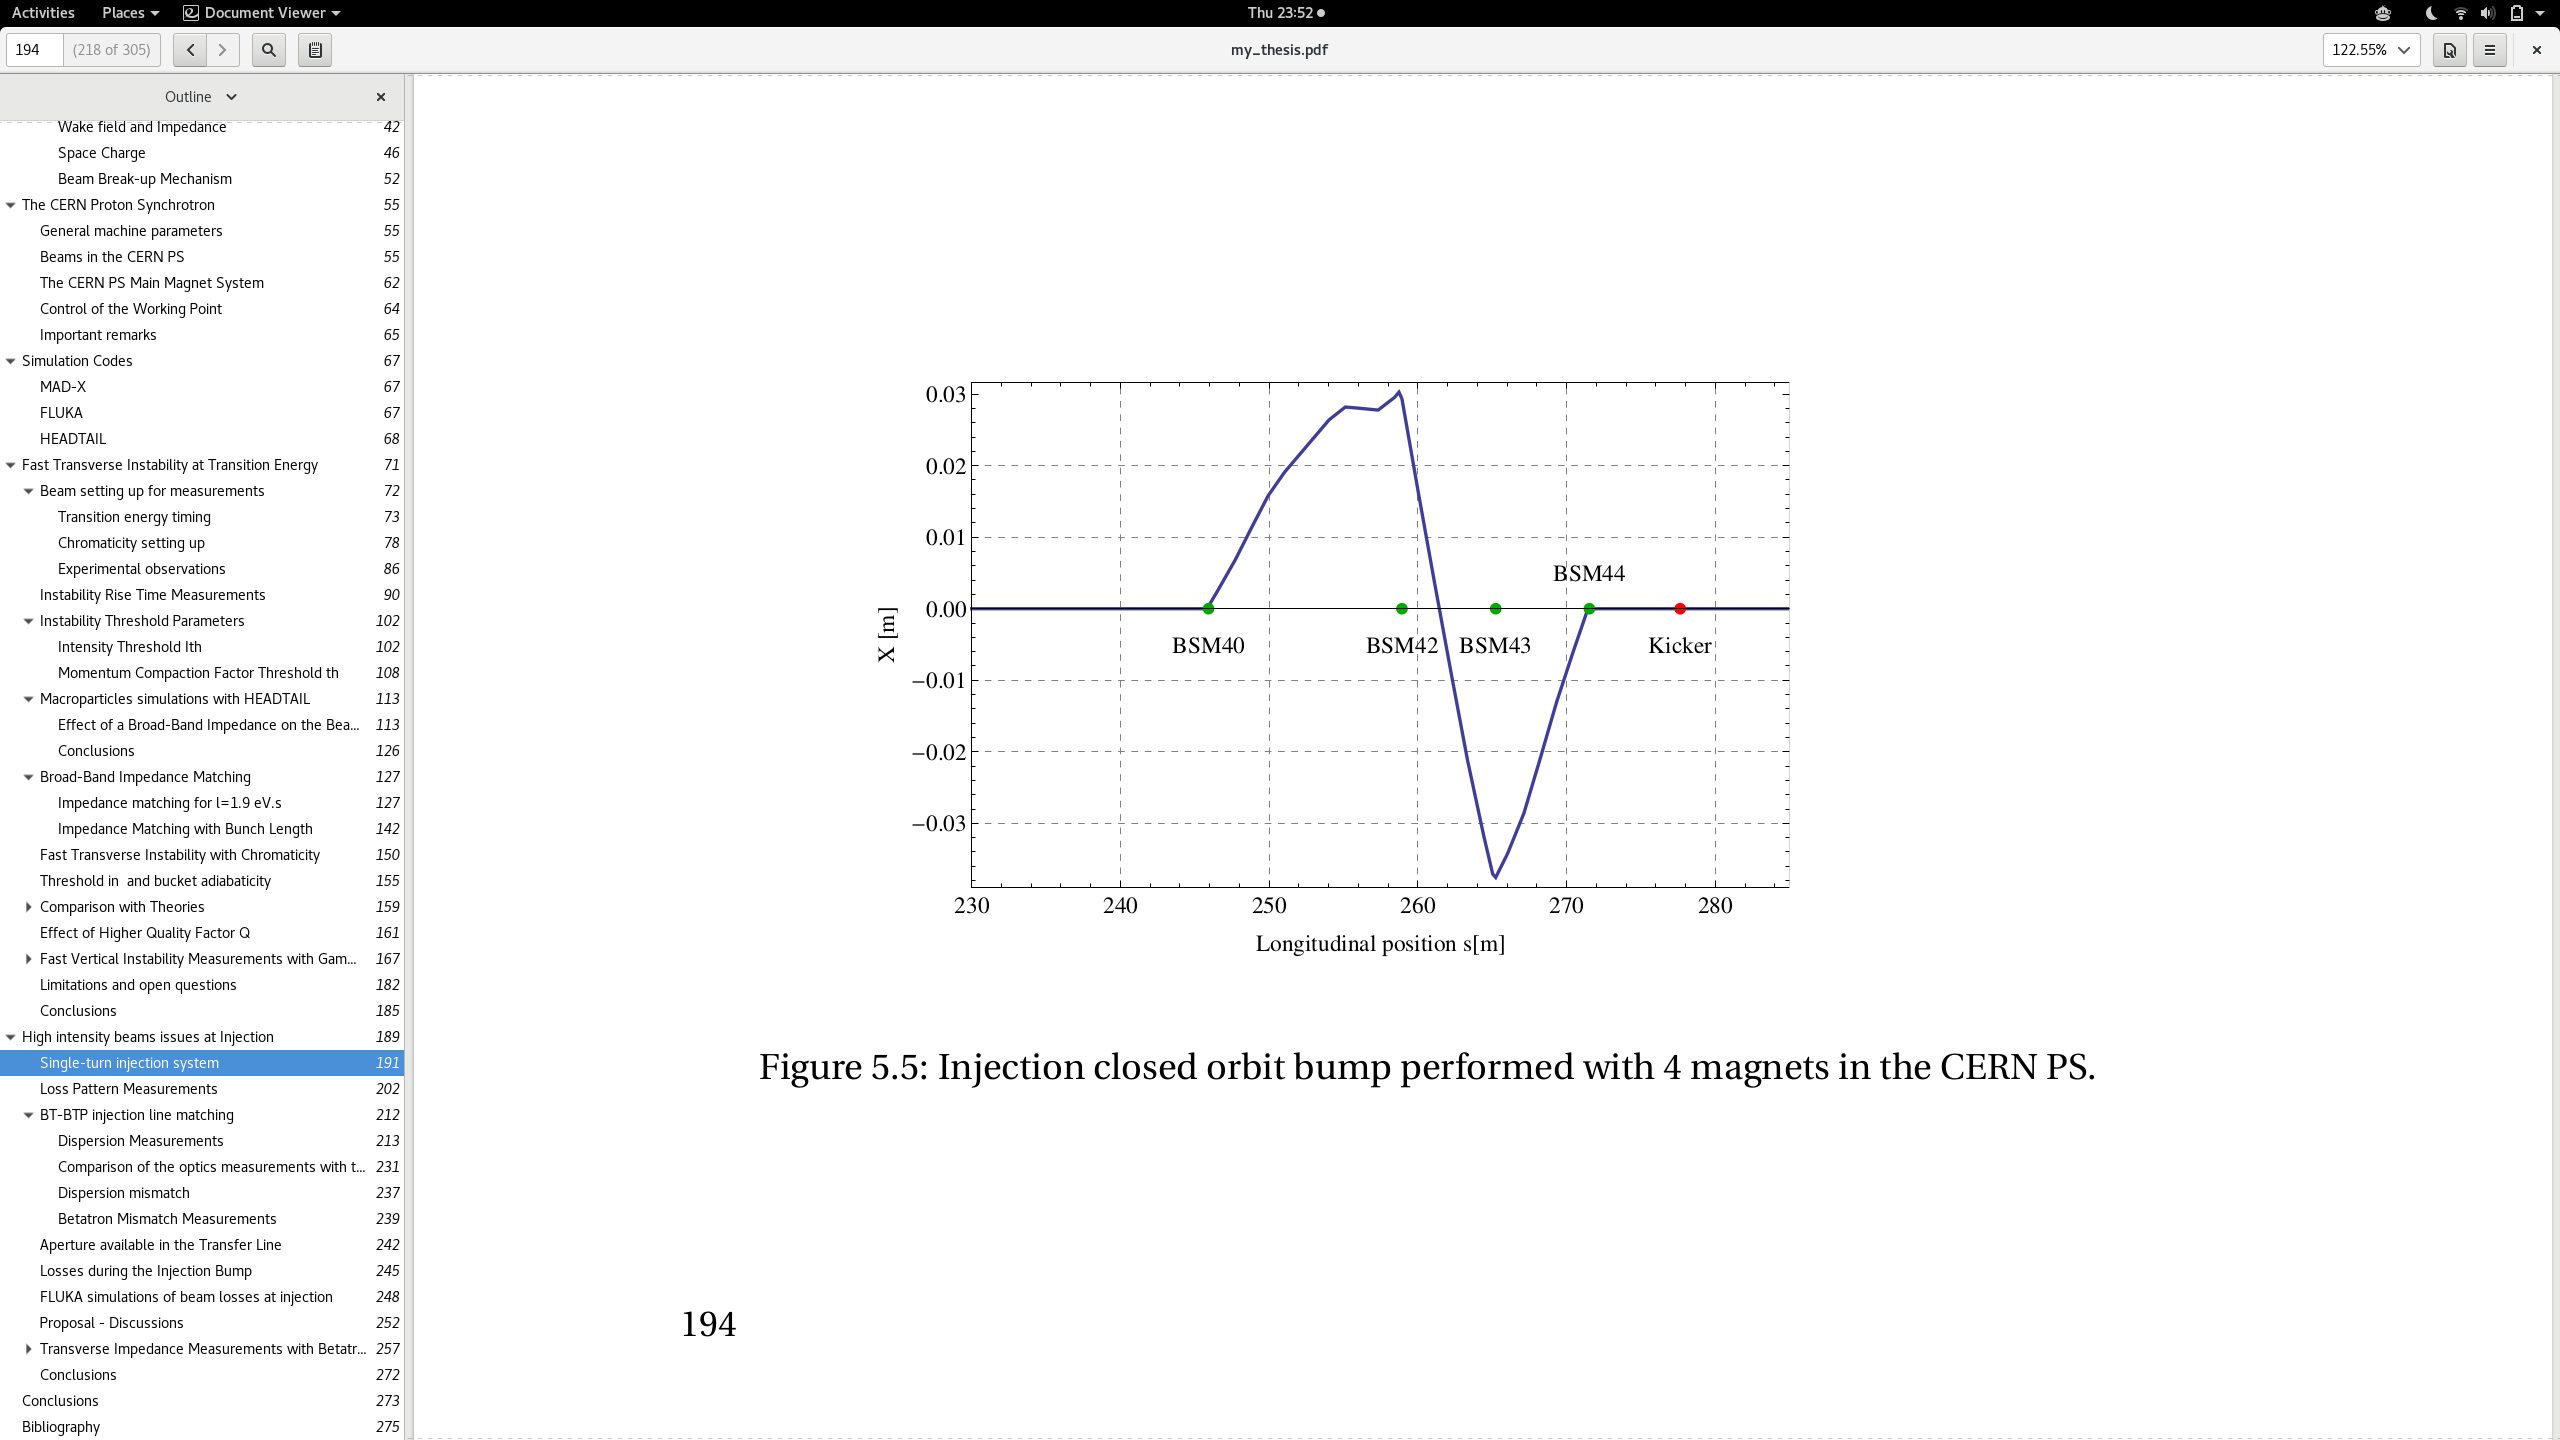 Activities Places Document Viewer Thu 23:52
194 (218 of 305) my_thesis.pdf 122.55%
Outline
Wake field and Impedance 42
Space Charge 46
Beam Break-up Mechanism 52
The CERN Proton Synchrotron 55
General machine parameters 55
Beams in the CERN PS 55
The CERN PS Main Magnet System 62
Control of the Working Point 64
Important remarks 65
Simulation Codes 67
MAD-X 67
FLUKA 67
HEADTAIL 68
Fast Transverse Instability at Transition Energy 71
Beam setting up for measurements 72
Transition energy timing 73
Chromaticity setting up 78
Experimental observations 86
Instability Rise Time Measurements 90
Instability Threshold Parameters 102
Intensity Threshold Ith 102
Momentum Compaction Factor Threshold th 108
Macroparticles simulations with HEADTAIL 113
Effect of a Broad-Band Impedance on the Bea... 113
Conclusions 126
Broad-Band Impedance Matching 127
Impedance matching for l=1.9 eV.s 127
Impedance Matching with Bunch Length 142
Fast Transverse Instability with Chromaticity 150
Threshold in  and bucket adiabaticity 155
Comparison with Theories 159
Effect of Higher Quality Factor Q 161
Fast Vertical Instability Measurements with Gam... 167
Limitations and open questions 182
Conclusions 185
High intensity beams issues at Injection 189
Single-turn injection system 191
Loss Pattern Measurements 202
BT-BTP injection line matching 212
Dispersion Measurements 213
Comparison of the optics measurements with t... 231
Dispersion mismatch 237
Betatron Mismatch Measurements 239
Aperture available in the Transfer Line 242
Losses during the Injection Bump 245
FLUKA simulations of beam losses at injection 248
Proposal - Discussions 252
Transverse Impedance Measurements with Betatr... 257
Conclusions 272
Conclusions 273
Bibliography 275
0.03
0.02
0.01
BSM44
0.00
X [m]
BSM40 BSM42 BSM43 Kicker
−0.01
−0.02
−0.03
230 240 250 260 270 280
Longitudinal position s[m]
Figure 5.5: Injection closed orbit bump performed with 4 magnets in the CERN PS.
194